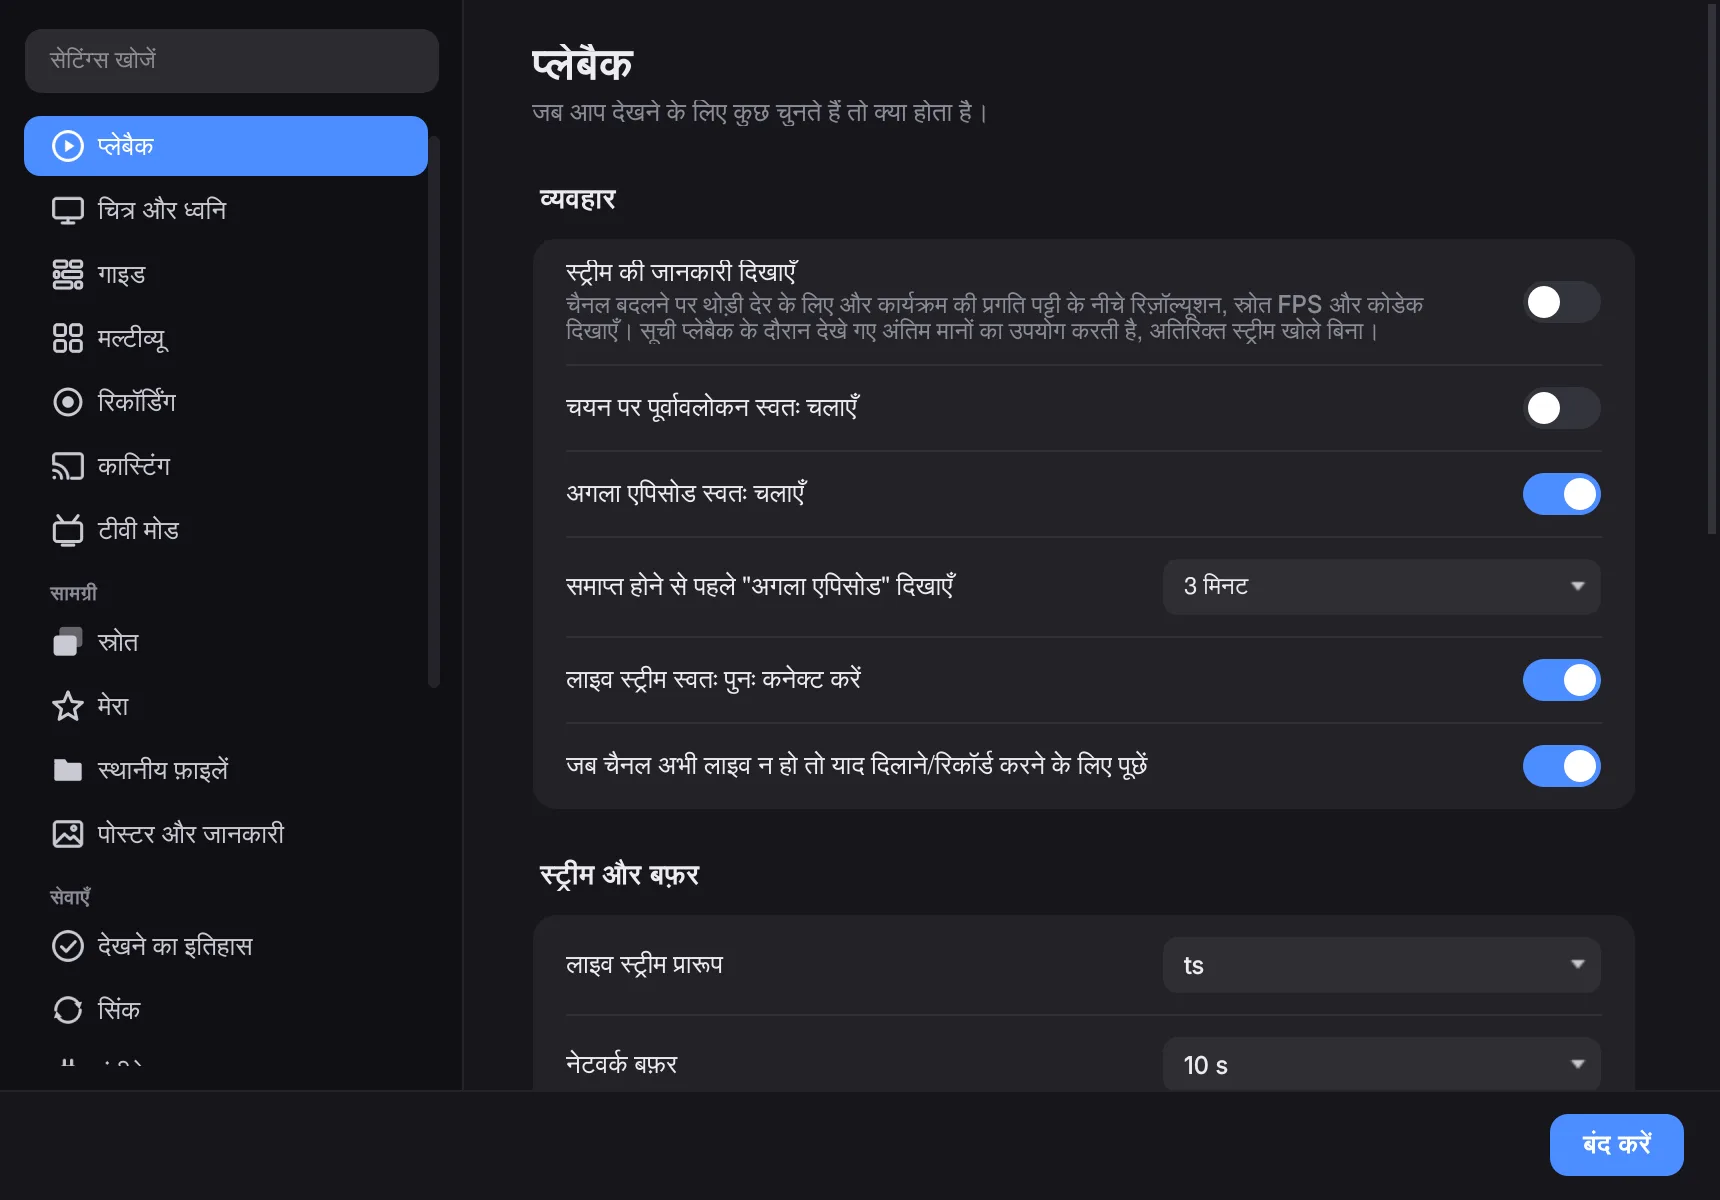 सेटिंग्स खोजें
प्लेबैक
चित्र और ध्वनि
गाइड
मल्टीव्यू
रिकॉर्डिंग
कास्टिंग
टीवी मोड
सामग्री
स्रोत
मेरा
स्थानीय फ़ाइलें
पोस्टर और जानकारी
सेवाएँ
देखने का इतिहास
सिंक
प्लेबैक
जब आप देखने के लिए कुछ चुनते हैं तो क्या होता है।
व्यवहार
स्ट्रीम की जानकारी दिखाएँ
चैनल बदलने पर थोड़ी देर के लिए और कार्यक्रम की प्रगति पट्टी के नीचे रिज़ॉल्यूशन, स्रोत FPS और कोडेक
दिखाएँ। सूची प्लेबैक के दौरान देखे गए अंतिम मानों का उपयोग करती है, अतिरिक्त स्ट्रीम खोले बिना।
चयन पर पूर्वावलोकन स्वतः चलाएँ
अगला एपिसोड स्वतः चलाएँ
समाप्त होने से पहले "अगला एपिसोड" दिखाएँ
3 मिनट
लाइव स्ट्रीम स्वतः पुनः कनेक्ट करें
जब चैनल अभी लाइव न हो तो याद दिलाने/रिकॉर्ड करने के लिए पूछें
स्ट्रीम और बफ़र
लाइव स्ट्रीम प्रारूप
ts
नेटवर्क बफ़र
10 s
बंद करें